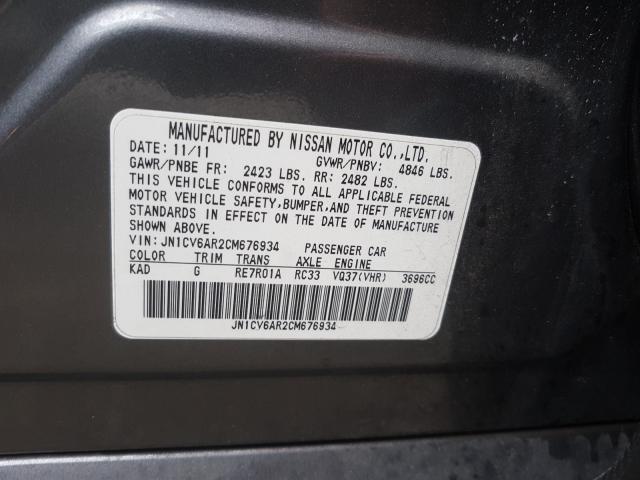 MANUFACTURED BY NISSAN MOTOR CO.,LTD.
DATE: 11/11 GVWR/PNBV: 4846 LBS.
GAWR/PNBE FR: 2423 LBS. RR: 2482 LBS.
THIS VEHICLE CONFORMS TO ALL APPLICABLE FEDERAL
MOTOR VEHICLE SAFETY,BUMPER,AND THEFT PREVENTION
STANDARDS IN EFFECT ON THE DATE OF MANUFACTURE
SHOWN ABOVE.
VIN: JN1CV6AR2CM676934 PASSENGER CAR
COLOR TRIM TRANS AXLE ENGINE
KAD G RE7R01A RC33 VQ37(VHR) 3696CC
JN1CV6AR2CM676934